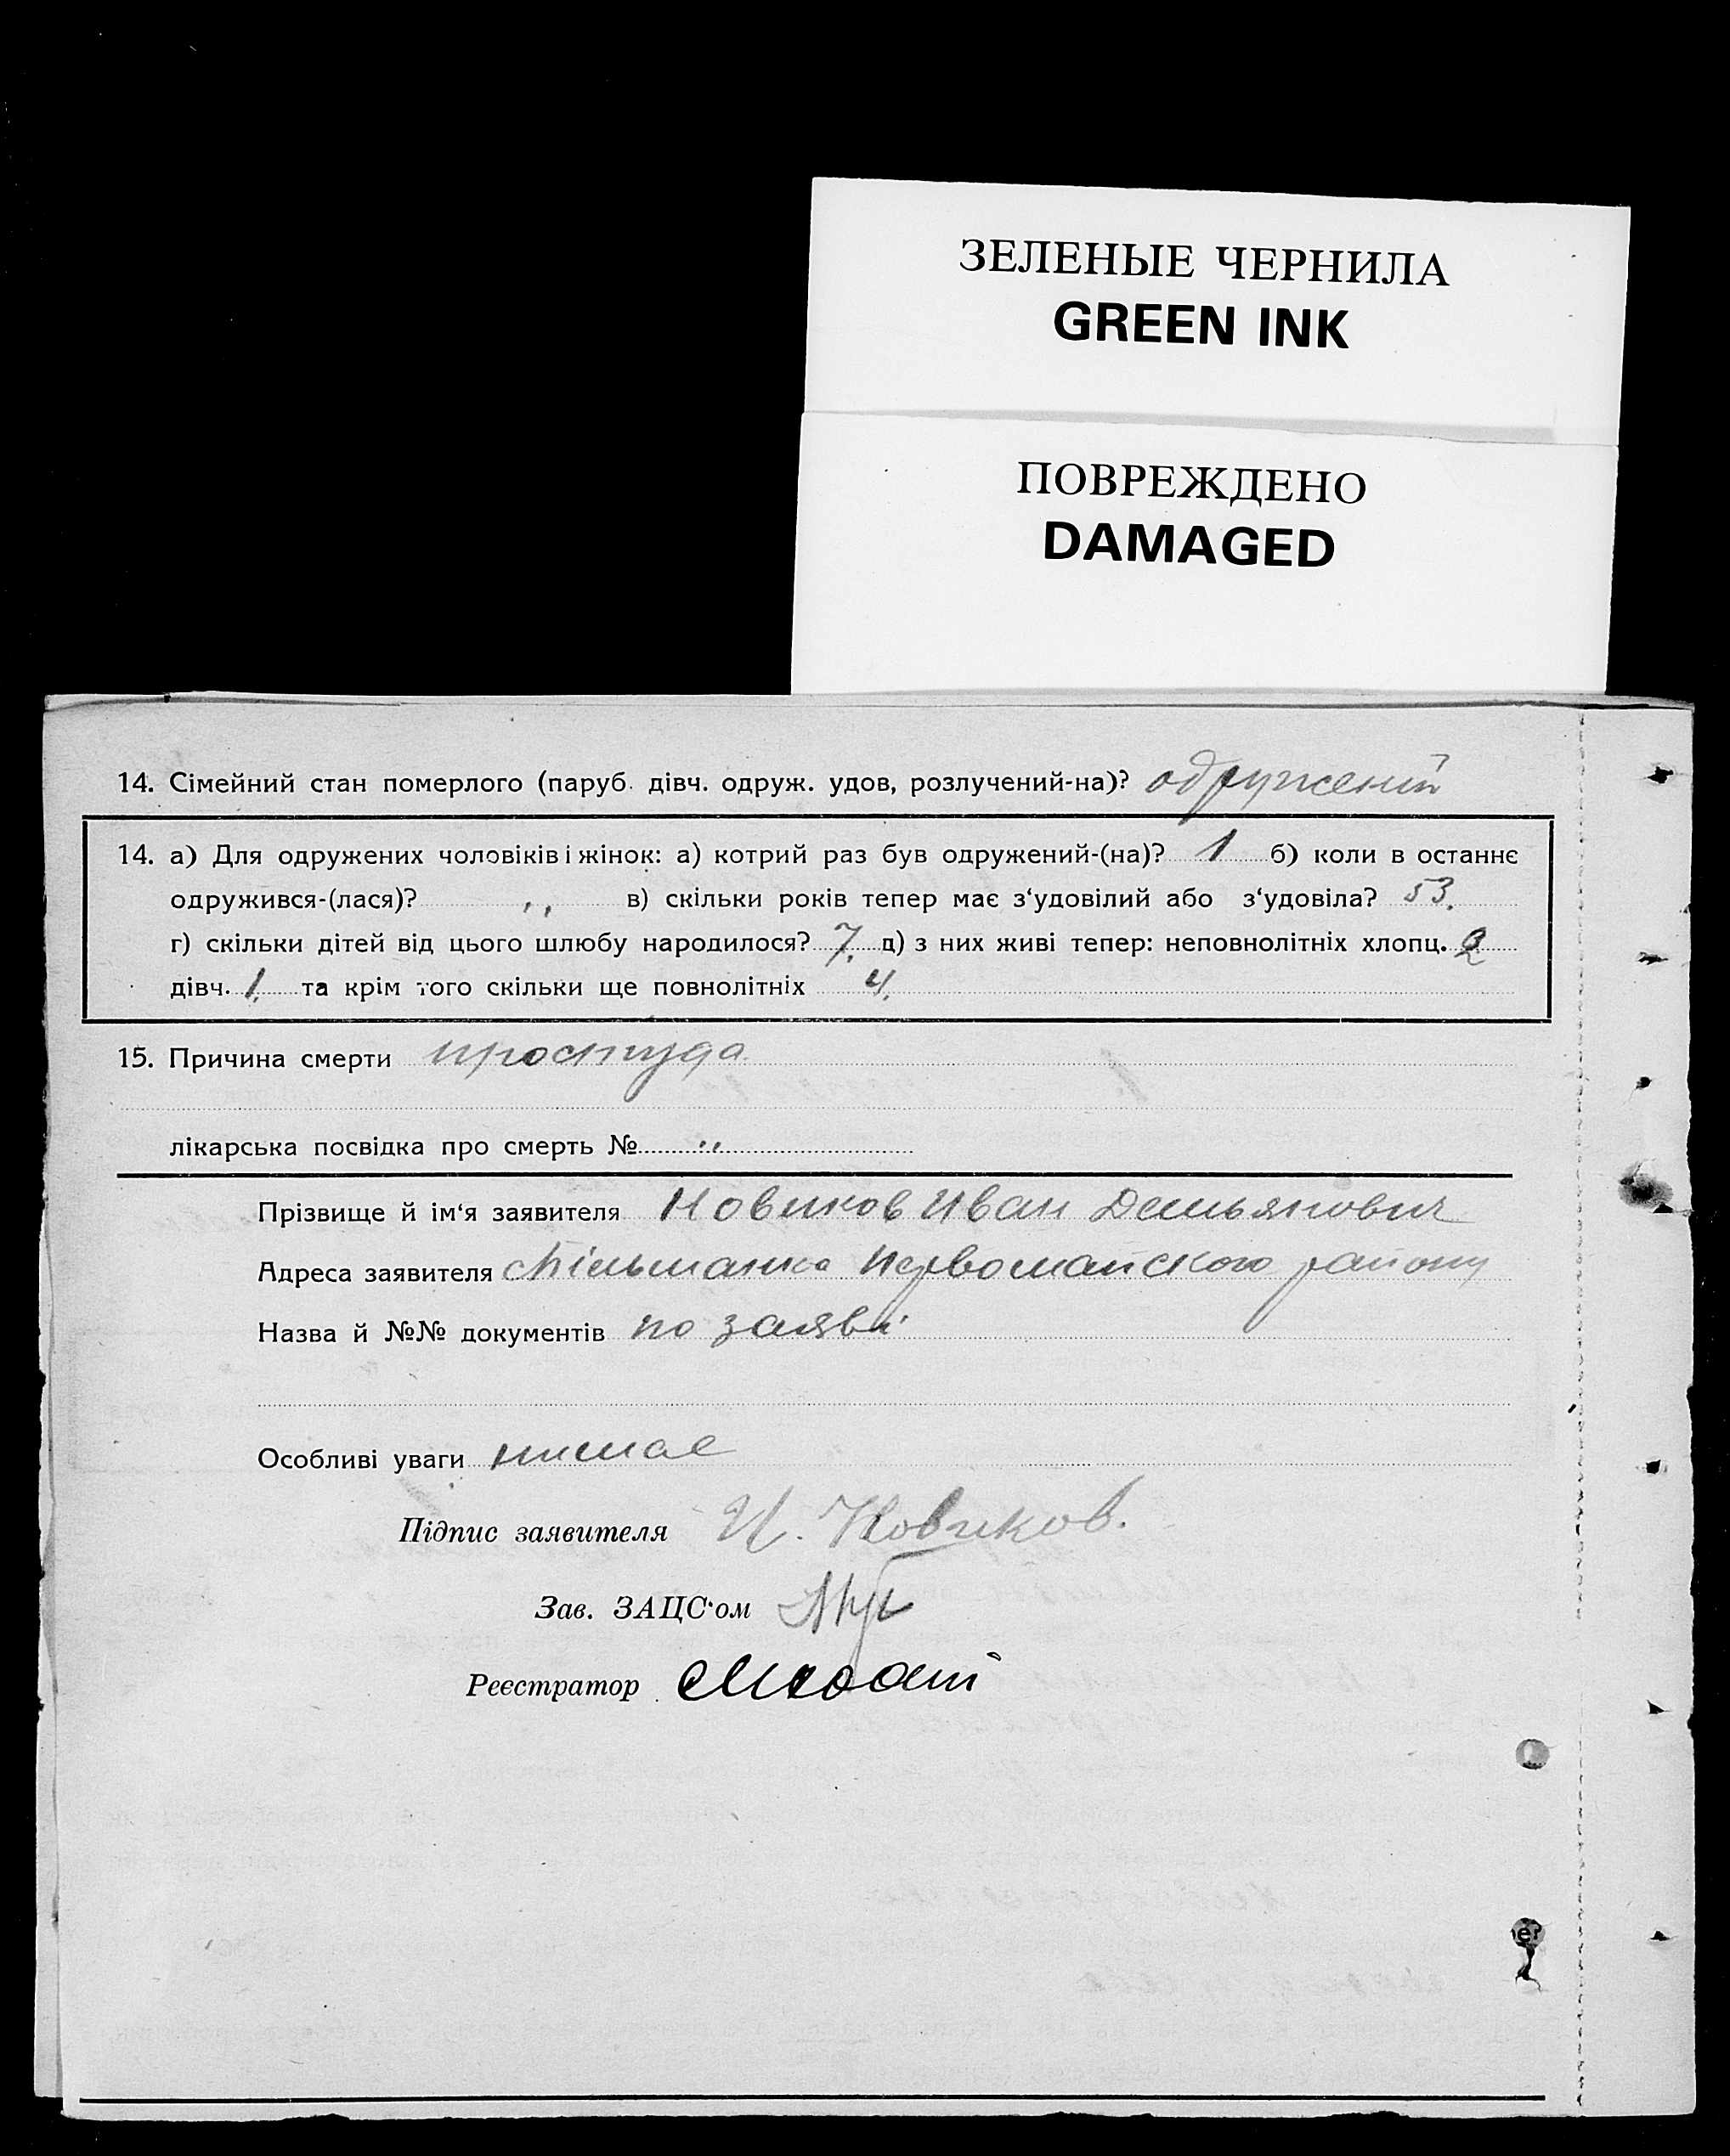 ЗЕЛЕНЫЕ ЧЕРНИЛА
GREEN INK
ПОВРЕЖДЕНО
DAMAGED
14. Сімейний стан померлого (паруб. дівч. одруж. удов, розлучений-на)? одружений
14. а) Для одружених чоловіків і жінок: а) котрий раз був одружений-(на)? 1 б) коли в останнє
одружився-(лася)? ,, в) скільки років тепер має з‘удовілий або з‘удовіла? 53.
г) скільки дітей від цього шлюбу народилося? 7. д) з них живі тепер: неповнолітніх хлопц. 2
дівч. 1. та крім того скільки ще повнолітніх 4.
15. Причина смерти простуда
лікарська посвідка про смерть № ,,
Прізвище й ім‘я заявителя Новиков Иван Демьянович
Адреса заявителя Первомайского району
Назва й №№ документів по заяві
Особливі уваги нимае
Підпис заявителя И. Новиков.
Зав. ЗАЦС‘ом
Реєстратор